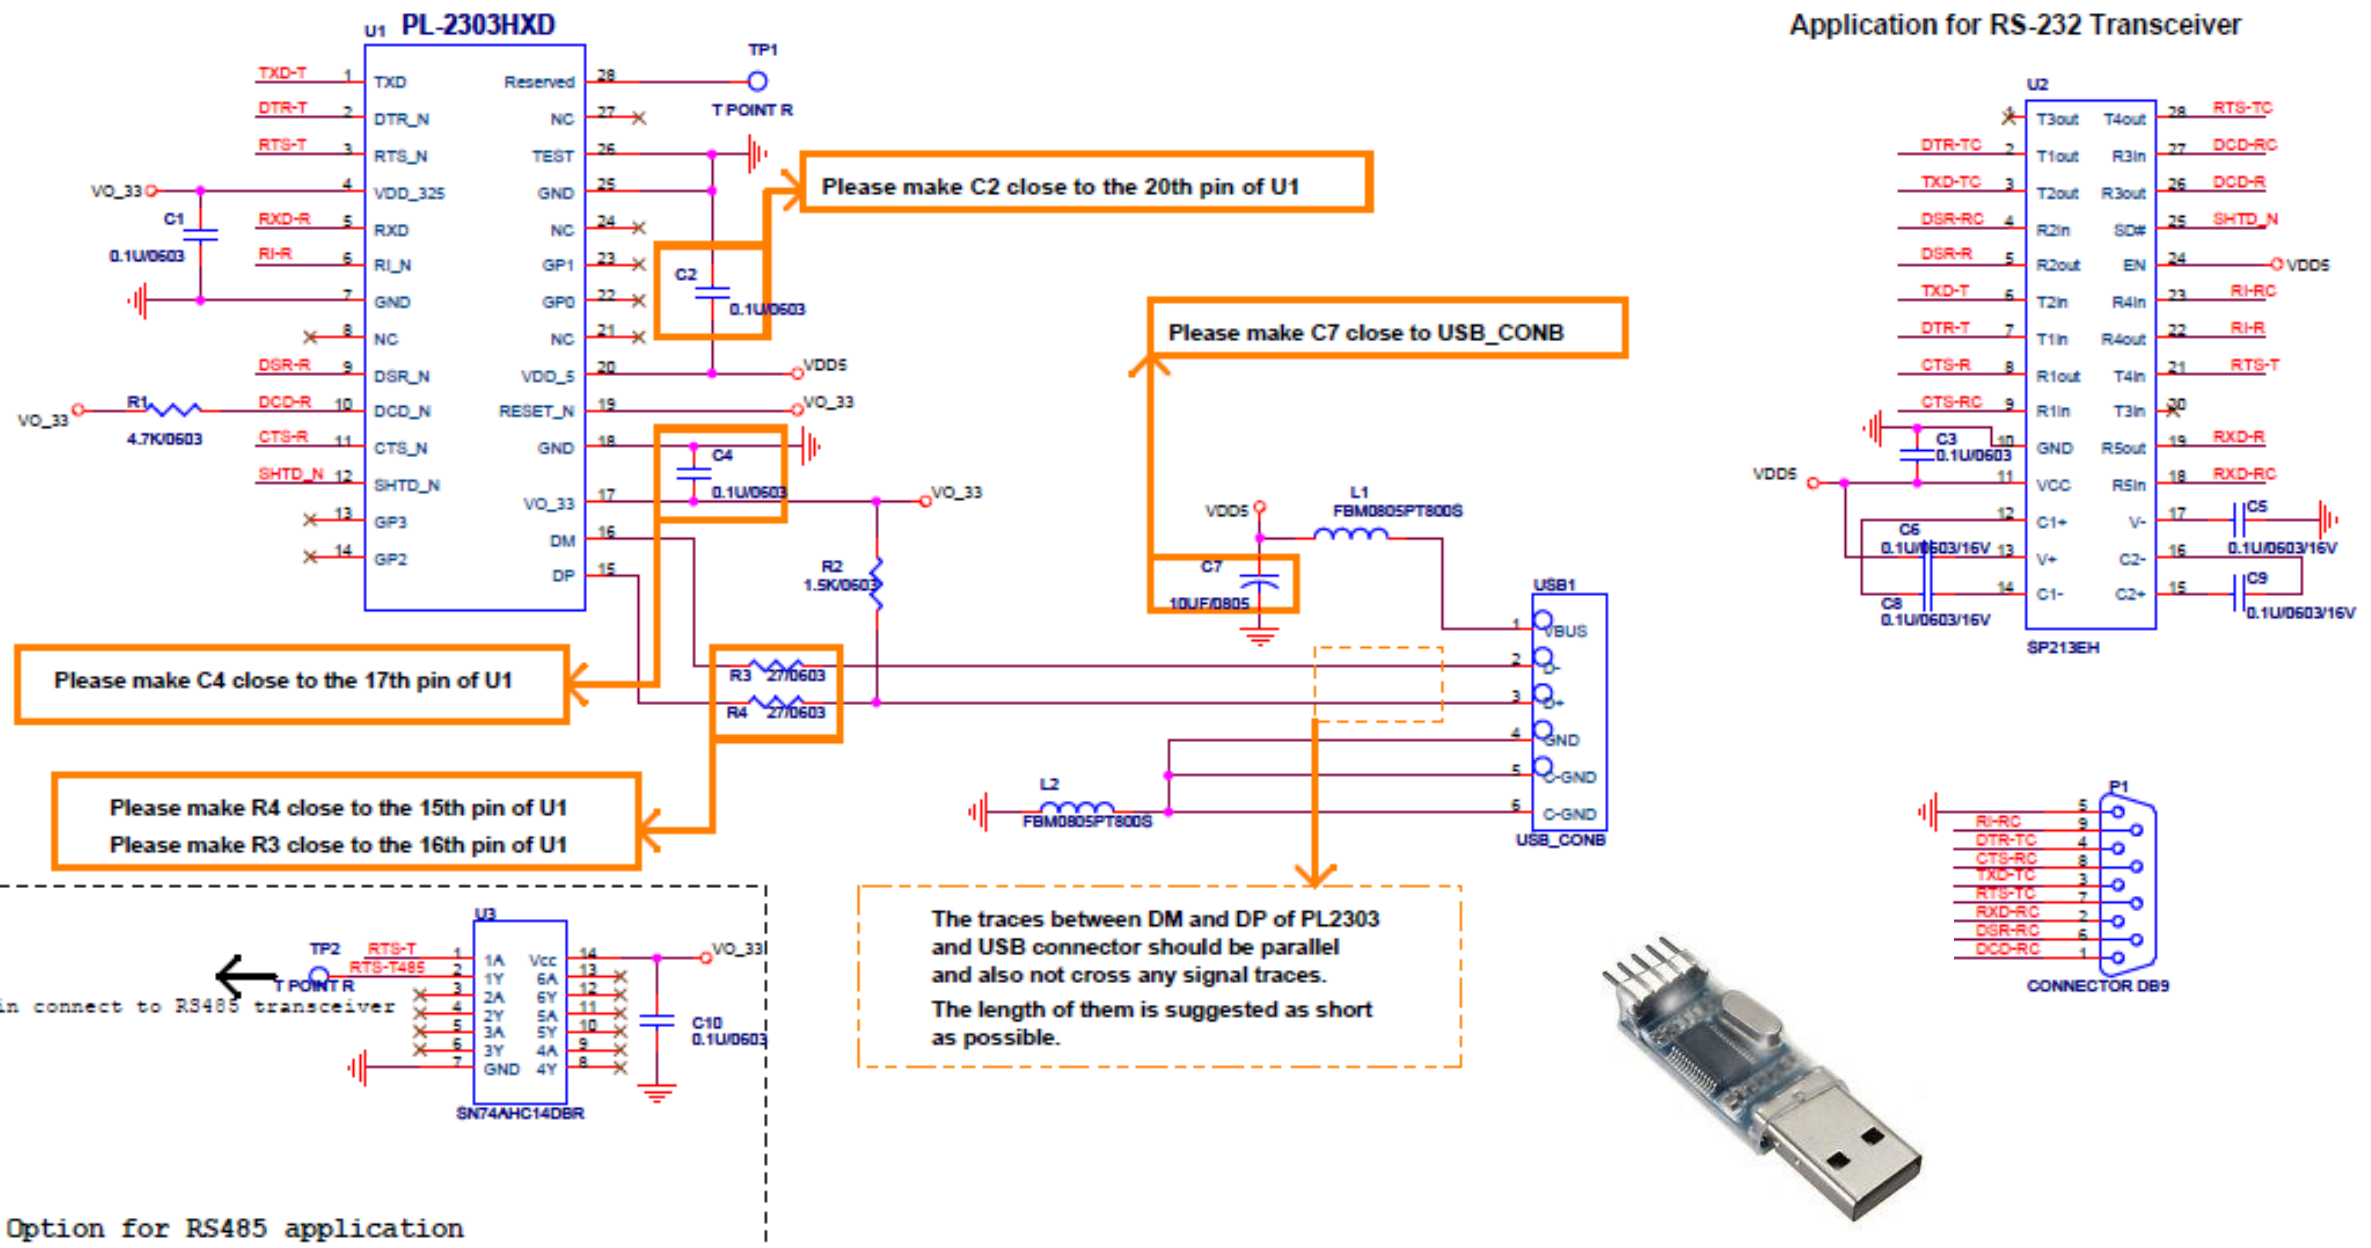 U1 PL-2303HXD
TXD-T 1 TXD
DTR-T 2 DTR_N
RTS-T 3 RTS_N
VO_33 4 VDD_325
C1
0.1U/0603
RXD-R 5 RXD
RI-R 6 RI_N
7 GND
8 NC
DSR-R 9 DSR_N
VO_33 R1 DCD-R 10 DCD_N
4.7K/0603
CTS-R 11 CTS_N
SHTD_N 12 SHTD_N
13 GP3
14 GP2
Reserved 28
TP1
T POINT R
NC 27
TEST 26
GND 25
NC 24
GP1 23
GP0 22
NC 21
VDD_5 20 VDD5
RESET_N 19 VO_33
GND 18
VO_33 17 VO_33
DM 16
DP 15
C2
0.1U/0603
C4
0.1U/0603
R2
1.5K/0603
R3 27/0603
R4 27/0603
Please make C2 close to the 20th pin of U1
Please make C7 close to USB_CONB
Please make C4 close to the 17th pin of U1
Please make R4 close to the 15th pin of U1
Please make R3 close to the 16th pin of U1
VDD5
L1
FBM0805PT800S
C7
10UF/0805
USB1
1 VBUS
2 D-
3 D+
4 GND
5 C-GND
6 C-GND
USB_CONB
L2
FBM0805PT800S
The traces between DM and DP of PL2303
and USB connector should be parallel
and also not cross any signal traces.
The length of them is suggested as short
as possible.
Application for RS-232 Transceiver
U2
T3out
DTR-TC 2 T1out
TXD-TC 3 T2out
DSR-RC 4 R2in
DSR-R 5 R2out
TXD-T 6 T2in
DTR-T 7 T1in
CTS-R 8 R1out
CTS-RC 9 R1in
10 GND
C3
0.1U/0603
VDD5 11 VCC
12 C1+
C6
0.1U/0603/16V 13 V+
14 C1-
C8
0.1U/0603/16V
T4out 28 RTS-TC
R3in 27 DCD-RC
R3out 26 DCD-R
SD# 25 SHTD_N
EN 24 VDD5
R4in 23 RI-RC
R4out 22 RI-R
T4in 21 RTS-T
T3in 20
R5out 19 RXD-R
R5in 18 RXD-RC
V- 17 C5
0.1U/0603/16V
C2- 16
C2+ 15 C9
0.1U/0603/16V
SP213EH
P1
5
RI-RC 9
DTR-TC 4
CTS-RC 8
TXD-TC 3
RTS-TC 7
RXD-RC 2
DSR-RC 6
DCD-RC 1
CONNECTOR DB9
U3
TP2 RTS-T 1 1A
RTS-T485 2 1Y
T POINT R
3 2A
in connect to RS485 transceiver
4 2Y
5 3A
6 3Y
7 GND
Vcc 14 VO_33
6A 13
6Y 12
5A 11
5Y 10
4A 9
4Y 8
C10
0.1U/0603
SN74AHC14DBR
Option for RS485 application